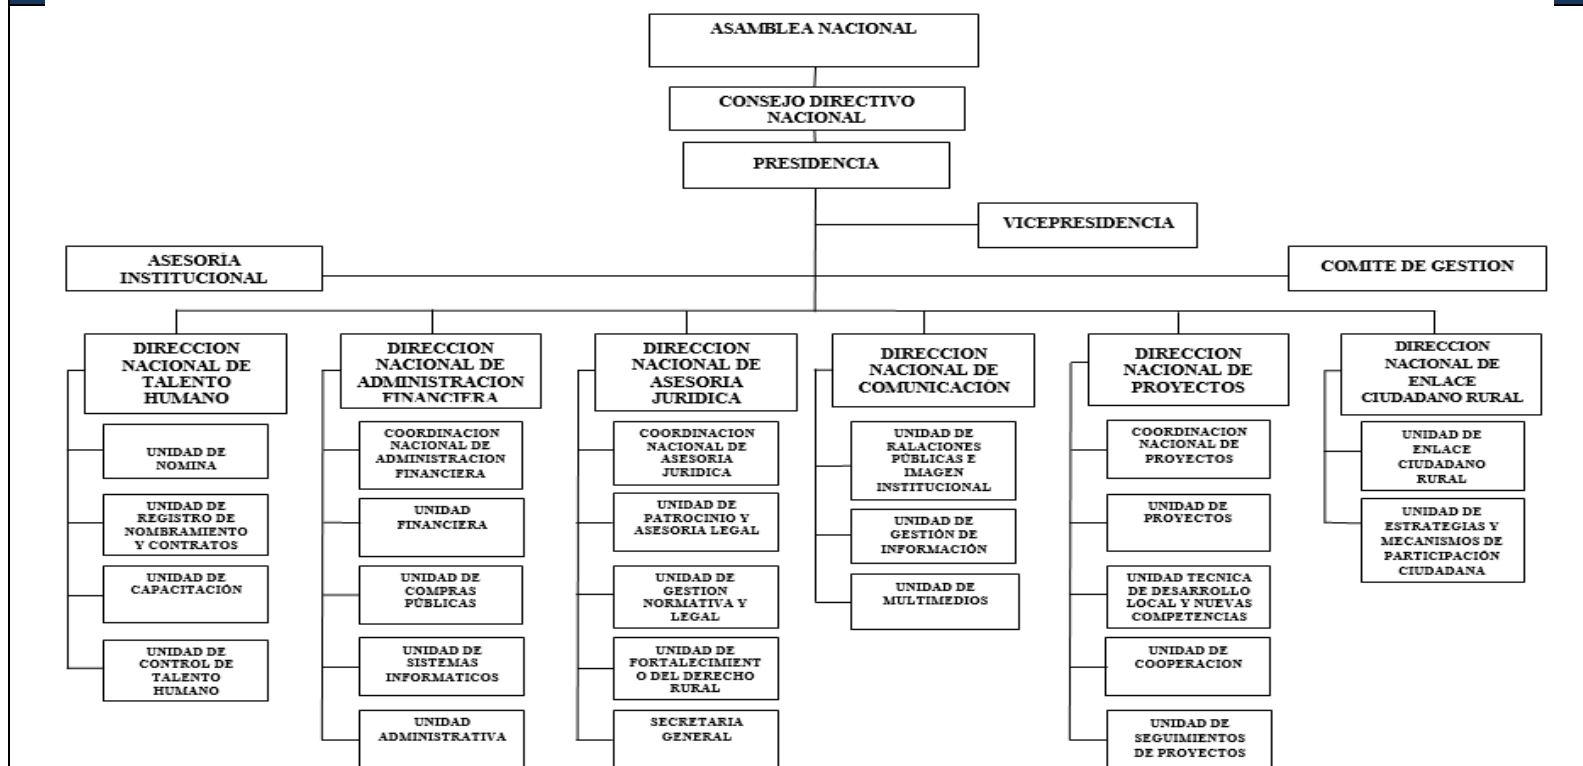 ASAMBLEA NACIONAL
CONSEJO DIRECTIVO
NACIONAL
PRESIDENCIA
VICEPRESIDENCIA
ASESORÍA
INSTITUCIONAL
COMITE DE GESTION
DIRECCION
NACIONAL DE
TALENTO
HUMANO
UNIDAD DE
NOMINA
UNIDAD DE
REGISTRO DE
NOMBRAMIENTO
Y CONTRATOS
UNIDAD DE
CAPACITACIÓN
UNIDAD DE
CONTROL DE
TALENTO
HUMANO
DIRECCION
NACIONAL DE
ADMINISTRACION
FINANCIERA
COORDINACION
NACIONAL DE
ADMINISTRACION
FINANCIERA
UNIDAD
FINANCIERA
UNIDAD DE
COMPRAS
PÚBLICAS
UNIDAD DE
SISTEMAS
INFORMATICOS
UNIDAD
ADMINISTRATIVA
DIRECCION
NACIONAL DE
ASESORIA
JURIDICA
COORDINACION
NACIONAL DE
ASESORIA
JURIDICA
UNIDAD DE
PATROCINIO Y
ASESORIA LEGAL
UNIDAD DE
GESTION
NORMATIVA Y
LEGAL
UNIDAD DE
FORTALECIMIENT
O DEL DERECHO
RURAL
SECRETARIA
GENERAL
DIRECCION
NACIONAL DE
COMUNICACIÓN
UNIDAD DE
RALACIONES
PÚBLICAS E
IMAGEN
INSTITUCIONAL
UNIDAD DE
GESTIÓN DE
INFORMACIÓN
UNIDAD DE
MULTIMEDIOS
DIRECCION
NACIONAL DE
PROYECTOS
COORDINACION
NACIONAL DE
PROYECTOS
UNIDAD DE
PROYECTOS
UNIDAD TECNICA
DE DESARROLLO
LOCAL Y NUEVAS
COMPETENCIAS
UNIDAD DE
COOPERACION
UNIDAD DE
SEGUIMIENTOS
DE PROYECTOS
DIRECCION
NACIONAL DE
ENLACE
CIUDADANO RURAL
UNIDAD DE
ENLACE
CIUDADANO
RURAL
UNIDAD DE
ESTRATEGIAS Y
MECANISMOS DE
PARTICIPACIÓN
CIUDADANA